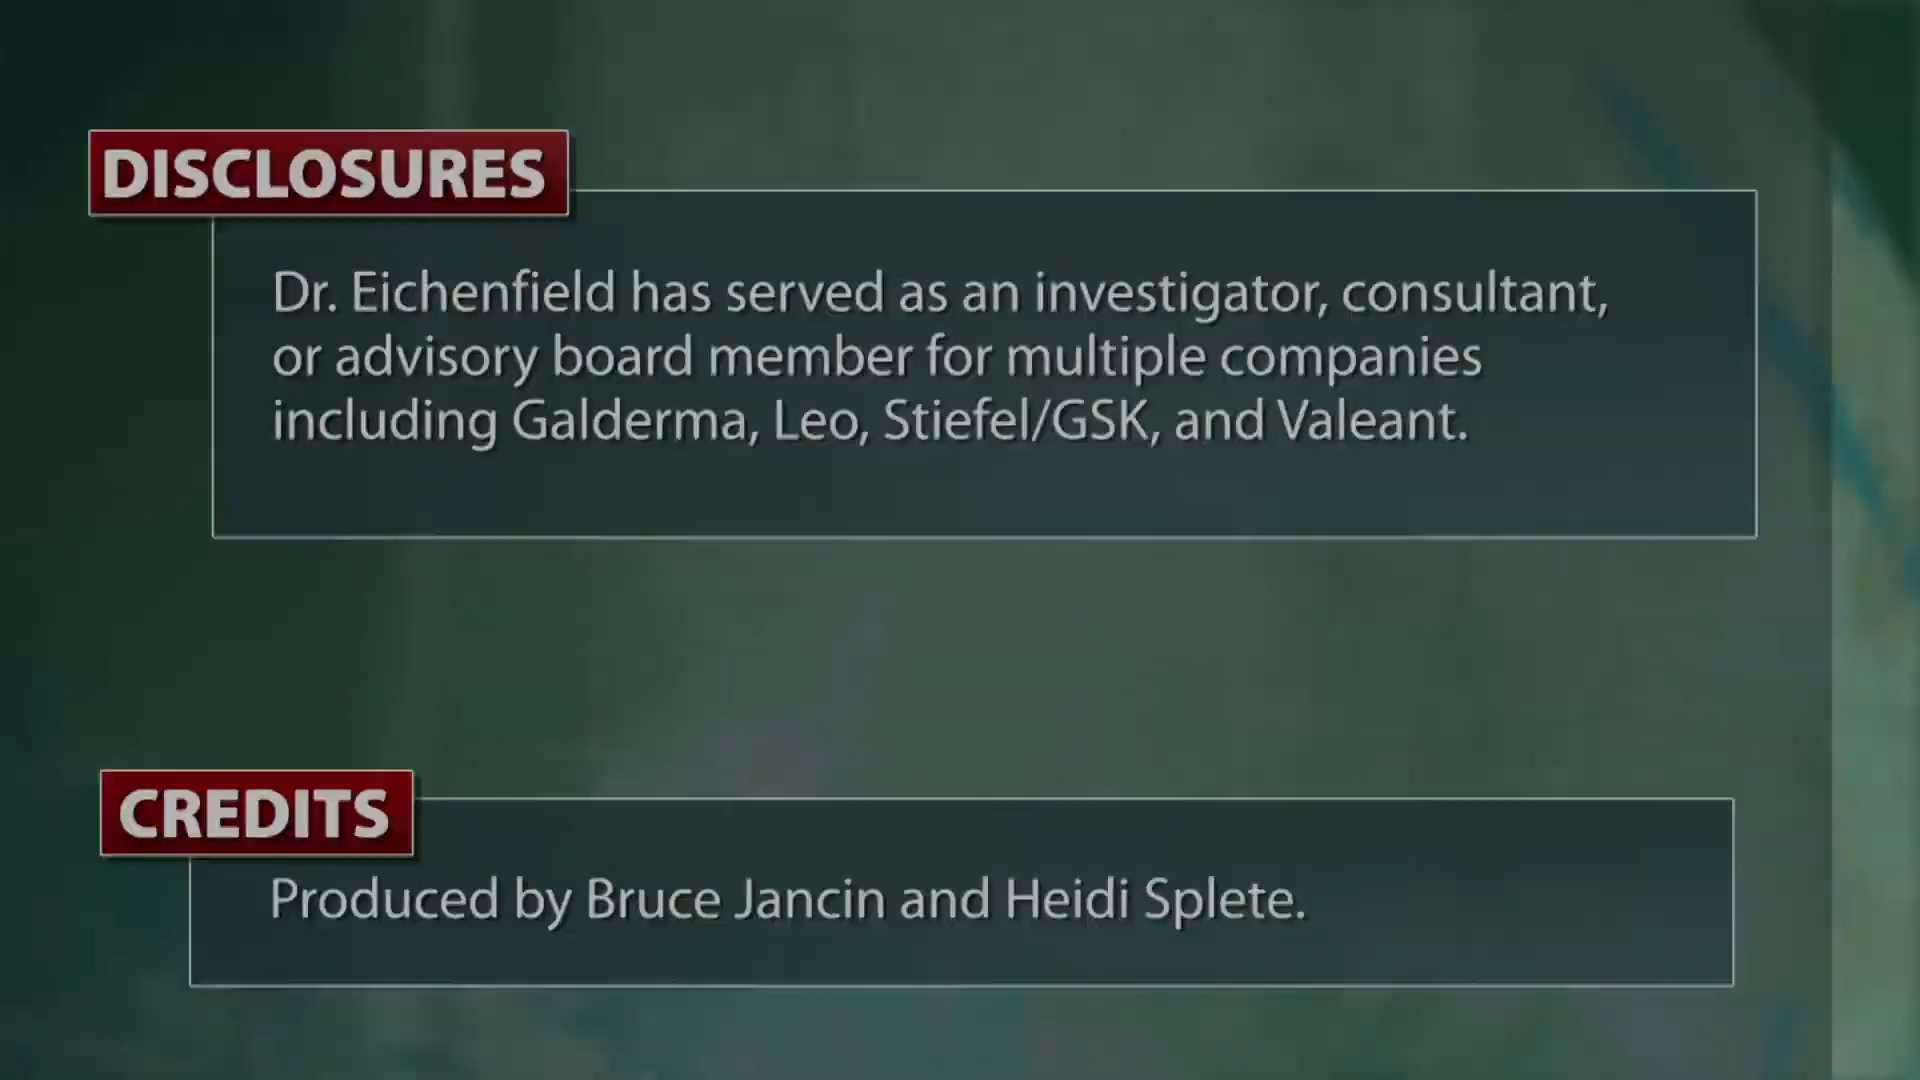 DISCLOSURES
Dr. Eichenfield has served as an investigator, consultant,
or advisory board member for multiple companies
including Galderma, Leo, Stiefel/GSK, and Valeant.
CREDITS
Produced by Bruce Jancin and Heidi Splete.